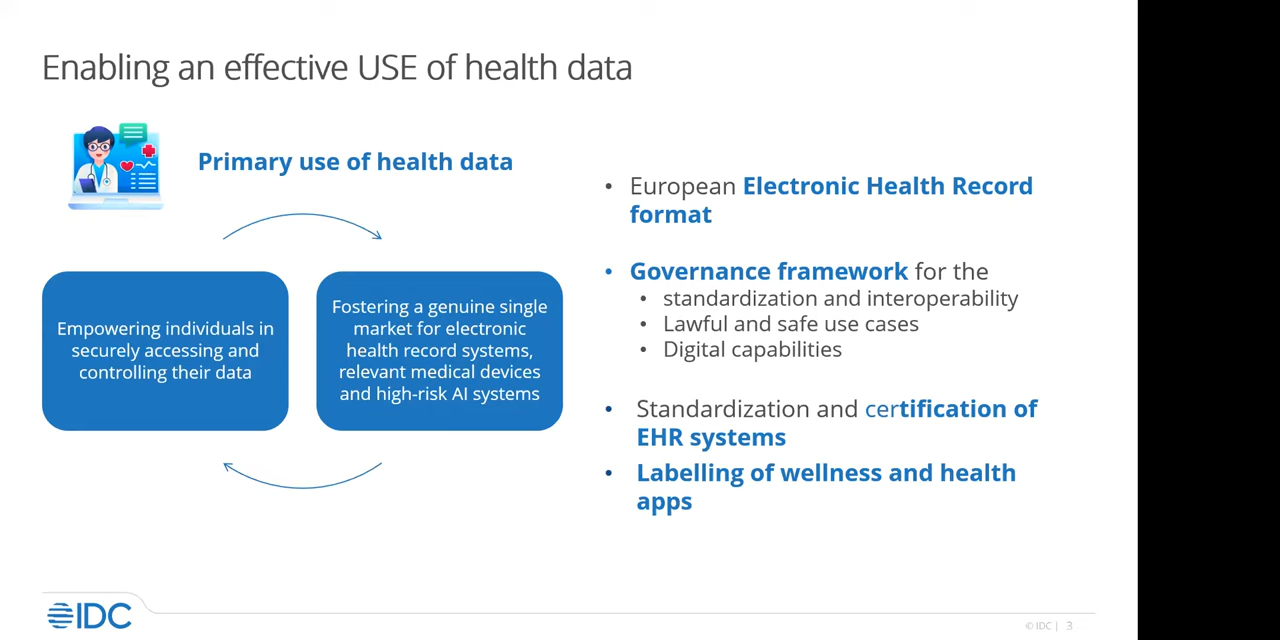 Enabling an effective USE of health data
Primary use of health data
Empowering individuals in
securely accessing and
controlling their data
Fostering a genuine single
market for electronic
health record systems,
relevant medical devices
and high-risk AI systems
• European Electronic Health Record
format
• Governance framework for the
• standardization and interoperability
• Lawful and safe use cases
• Digital capabilities
• Standardization and certification of
EHR systems
• Labelling of wellness and health
apps
IDC
© IDC | 3